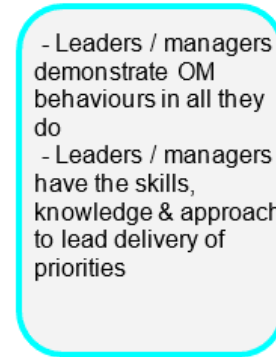 - Leaders / managers
demonstrate OM
behaviours in all they
do
- Leaders / managers
have the skills,
knowledge & approach
to lead delivery of
priorities